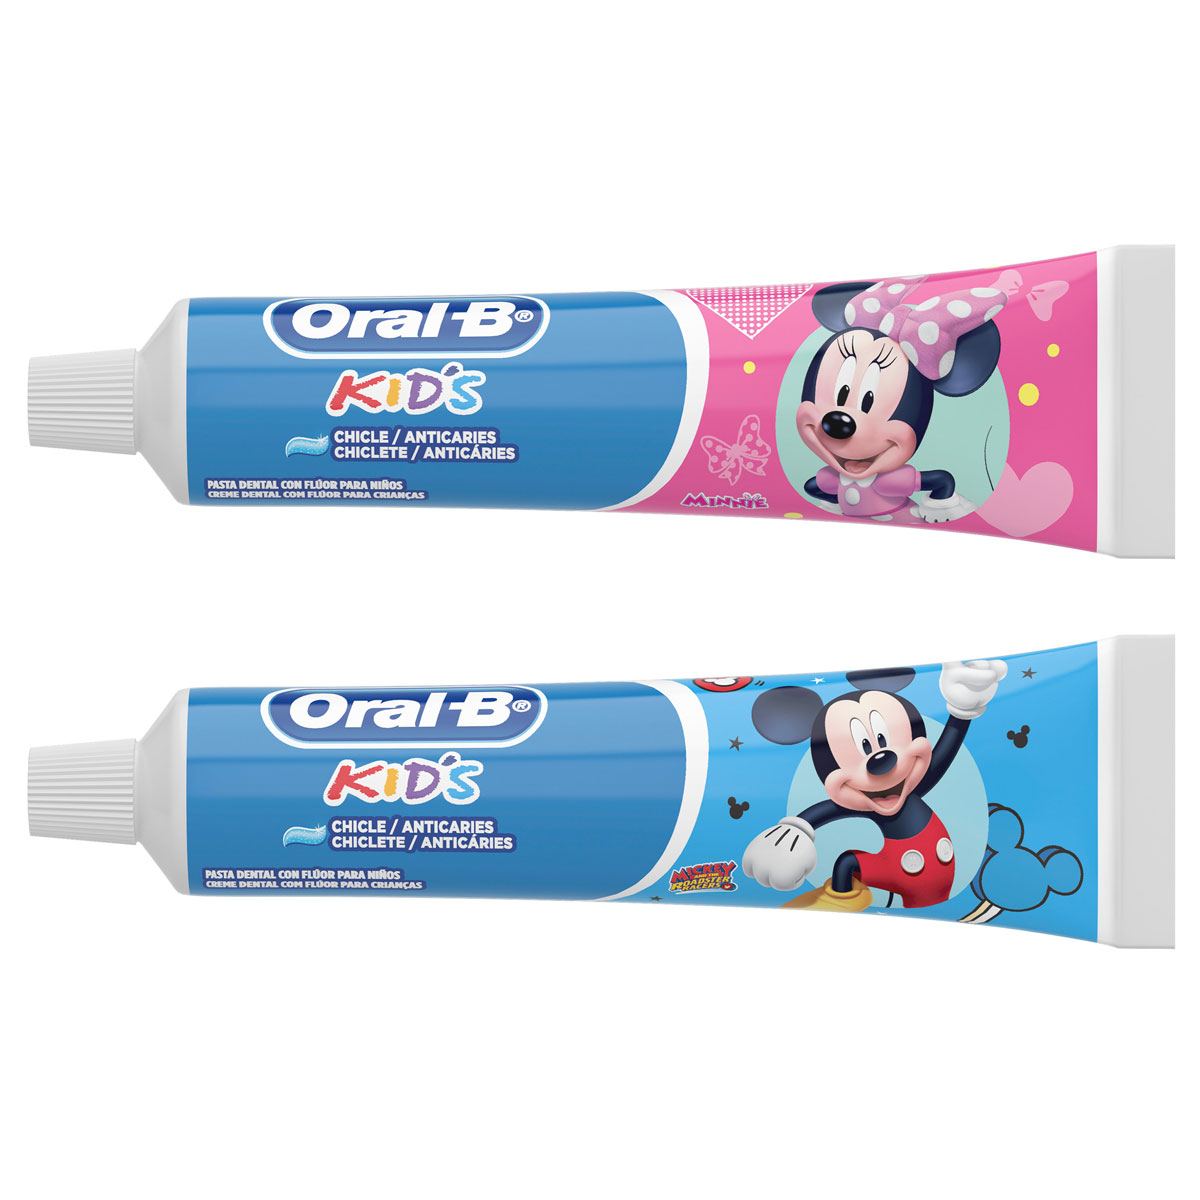 Oral-B®
KID'S
CHICLE / ANTICARIES
CHICLETE / ANTICÁRIES
PASTA DENTAL CON FLÚOR PARA NIÑOS
CREME DENTAL COM FLÚOR PARA CRIANÇAS
MINNIE
Oral-B®
KID'S
CHICLE / ANTICARIES
CHICLETE / ANTICÁRIES
PASTA DENTAL CON FLÚOR PARA NIÑOS
CREME DENTAL COM FLÚOR PARA CRIANÇAS
MICKEY
AND THE
ROADSTER
RACERS